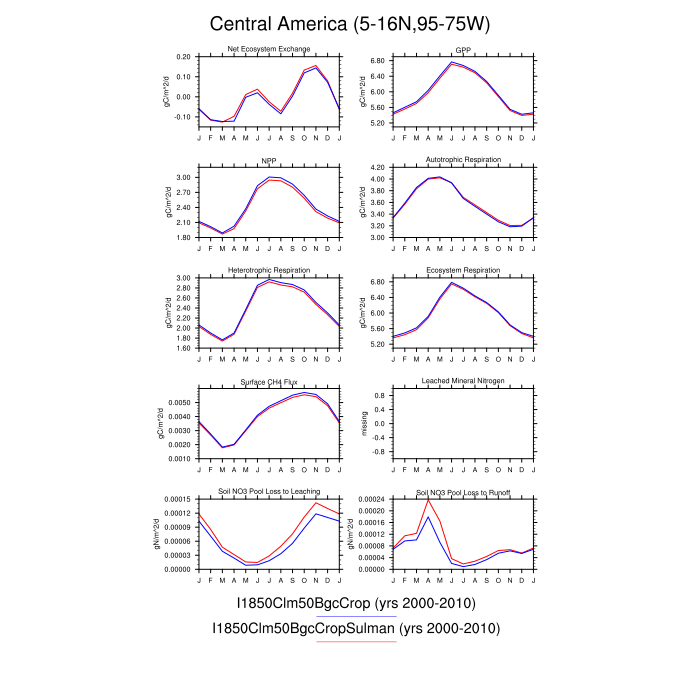 Central America (5-16N,95-75W)
Net Ecosystem Exchange
GPP
gC/m^2/d
0.20
0.10
0.00
-0.10
J F M A M J J A S O N D J
gC/m^2/d
6.80
6.40
6.00
5.60
5.20
J F M A M J J A S O N D J
NPP
Autotrophic Respiration
gC/m^2/d
3.00
2.70
2.40
2.10
1.80
J F M A M J J A S O N D J
gC/m^2/d
4.20
4.00
3.80
3.60
3.40
3.20
3.00
J F M A M J J A S O N D J
Heterotrophic Respiration
Ecosystem Respiration
gC/m^2/d
3.00
2.80
2.60
2.40
2.20
2.00
1.80
1.60
J F M A M J J A S O N D J
gC/m^2/d
6.80
6.40
6.00
5.60
5.20
J F M A M J J A S O N D J
Surface CH4 Flux
Leached Mineral Nitrogen
gC/m^2/d
0.0050
0.0040
0.0030
0.0020
0.0010
J F M A M J J A S O N D J
missing
0.8
0.4
-0.0
-0.4
-0.8
J F M A M J J A S O N D J
Soil NO3 Pool Loss to Leaching
Soil NO3 Pool Loss to Runoff
gN/m^2/d
0.00015
0.00012
0.00009
0.00006
0.00003
0.00000
J F M A M J J A S O N D J
gN/m^2/d
0.00024
0.00020
0.00016
0.00012
0.00008
0.00004
0.00000
J F M A M J J A S O N D J
I1850Clm50BgcCrop (yrs 2000-2010)
I1850Clm50BgcCropSulman (yrs 2000-2010)